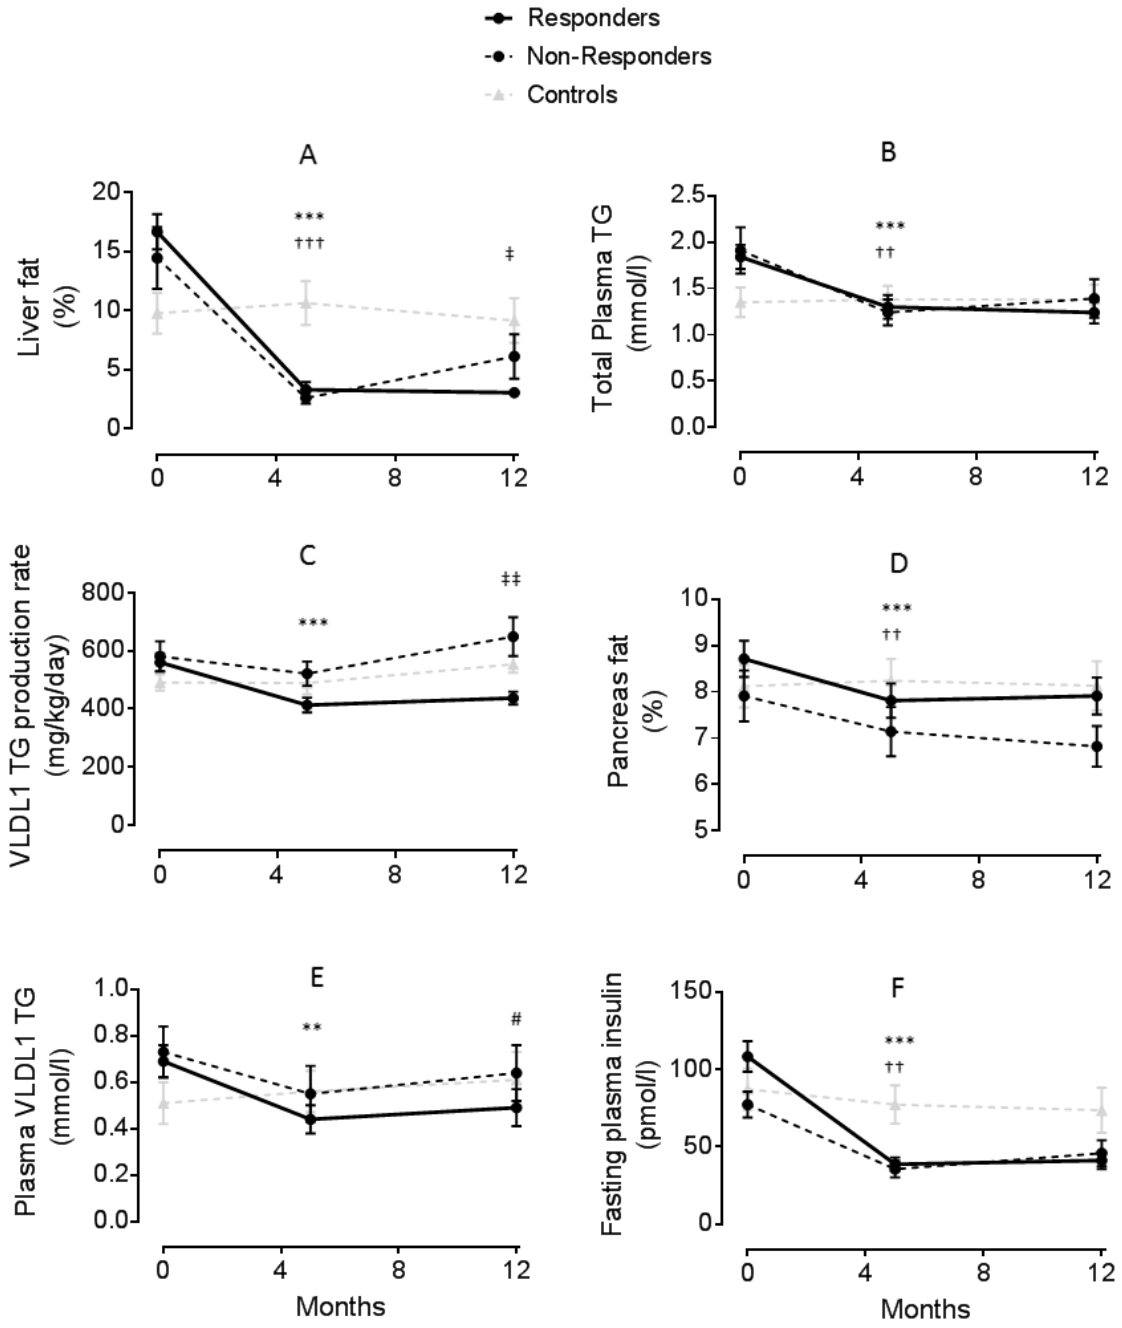 Responders
Non-Responders
Controls
A
Liver fat
(%)
20
15
10
5
0
***
†††
‡
0 4 8 12
B
Total Plasma TG
(mmol/l)
2.5
2.0
1.5
1.0
0.5
0.0
***
††
0 4 8 12
C
VLDL1 TG production rate
(mg/kg/day)
800
600
400
200
0
***
‡‡
0 4 8 12
D
Pancreas fat
(%)
10
9
8
7
6
5
***
††
0 4 8 12
E
Plasma VLDL1 TG
(mmol/l)
1.0
0.8
0.6
0.4
0.2
0.0
**
#
0 4 8 12
Months
F
Fasting plasma insulin
(pmol/l)
150
100
50
0
***
††
0 4 8 12
Months